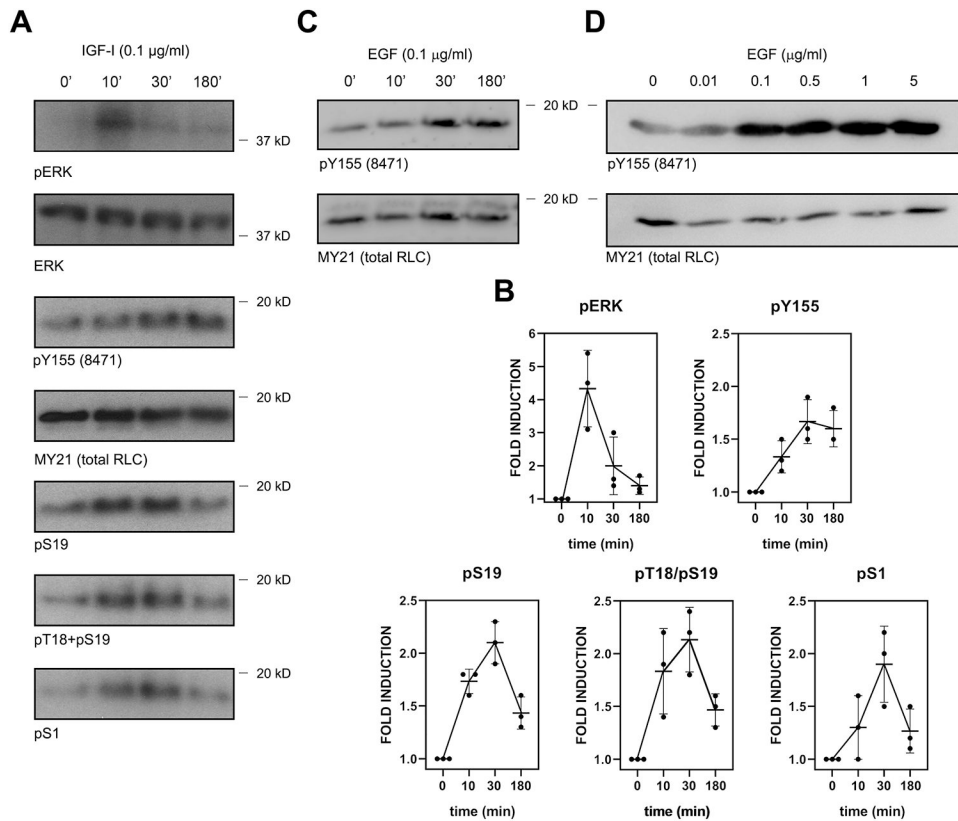 A
IGF-I (0.1 µg/ml)
0' 10' 30' 180'
37 kD
pERK
37 kD
ERK
20 kD
pY155 (8471)
20 kD
MY21 (total RLC)
20 kD
pS19
20 kD
pT18+pS19
20 kD
pS1
C
EGF (0.1 µg/ml)
0' 10' 30' 180'
20 kD
pY155 (8471)
20 kD
MY21 (total RLC)
D
EGF (µg/ml)
0 0.01 0.1 0.5 1 5
pY155 (8471)
MY21 (total RLC)
B
pERK
FOLD INDUCTION
6
5
4
3
2
1
0 10 30 180
time (min)
pY155
FOLD INDUCTION
2.5
2.0
1.5
1.0
0 10 30 180
time (min)
pS19
FOLD INDUCTION
2.5
2.0
1.5
1.0
0 10 30 180
time (min)
pT18/pS19
FOLD INDUCTION
2.5
2.0
1.5
1.0
0 10 30 180
time (min)
pS1
FOLD INDUCTION
2.5
2.0
1.5
1.0
0 10 30 180
time (min)